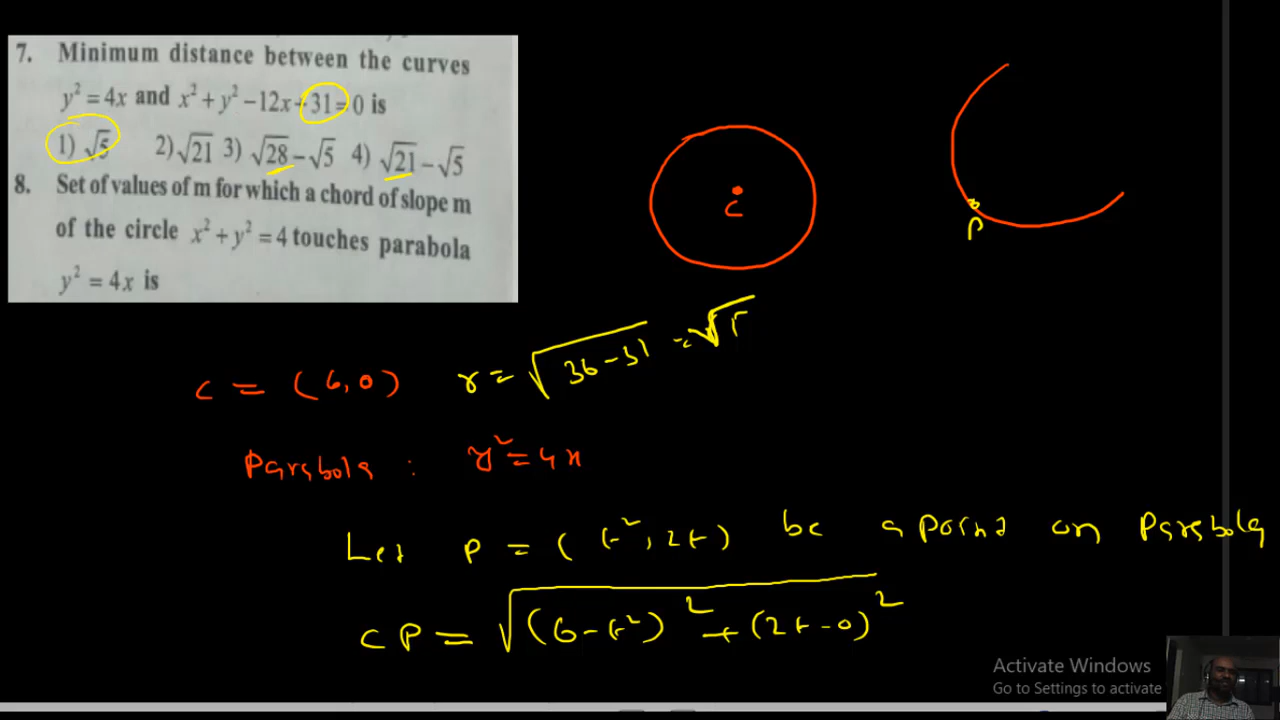 7. Minimum distance between the curves
y² = 4x and x² + y² − 12x + 31 = 0 is
1) √5 2) √21 3) √28 − √5 4) √21 − √5
8. Set of values of m for which a chord of slope m
of the circle x² + y² = 4 touches parabola
y² = 4x is
C
P
C = (6,0) r = √36-31 = √5
Parabola : y² = 4x
Let P = (t², 2t) be a point on Parabola
CP = √(6-t²)² + (2t-0)²
Activate Windows
Go to Settings to activate